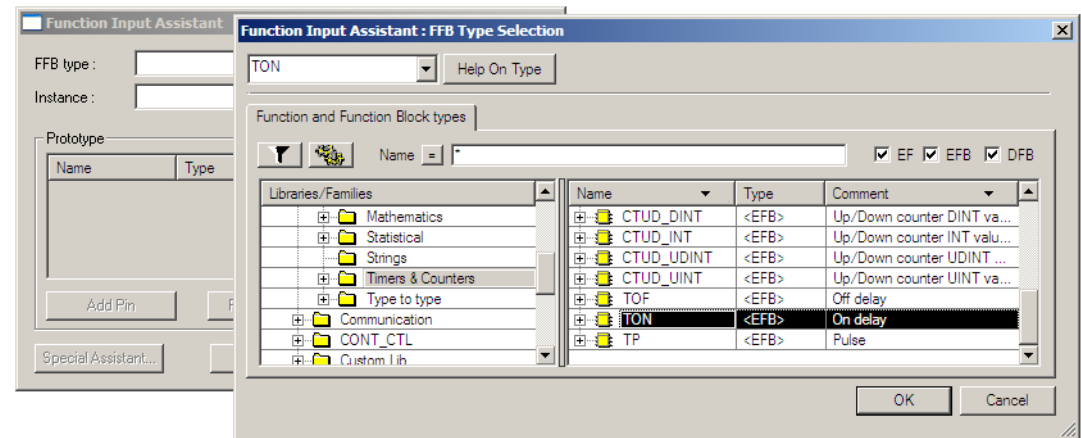 Function Input Assistant
FFB type :
Instance :
Prototype
Name Type
Add Pin
Special Assistant...
Function Input Assistant : FFB Type Selection
TON Help On Type
Function and Function Block types
Name = * EF EFB DFB
Libraries/Families
Mathematics
Statistical
Strings
Timers & Counters
Type to type
Communication
CONT_CTL
Custom Lib
Name Type Comment
CTUD_DINT <EFB> Up/Down counter DINT va...
CTUD_INT <EFB> Up/Down counter INT valu...
CTUD_UDINT <EFB> Up/Down counter UDINT ...
CTUD_UINT <EFB> Up/Down counter UINT va...
TOF <EFB> Off delay
TON <EFB> On delay
TP <EFB> Pulse
OK Cancel